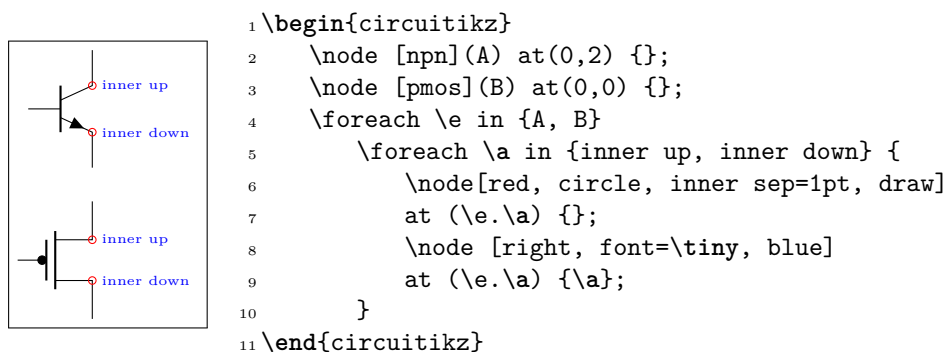 inner up
inner down
inner up
inner down
1 \begin{circuitikz}
2     \node [npn](A) at(0,2) {};
3     \node [pmos](B) at(0,0) {};
4     \foreach \e in {A, B}
5         \foreach \a in {inner up, inner down} {
6             \node[red, circle, inner sep=1pt, draw]
7             at (\e.\a) {};
8             \node [right, font=\tiny, blue]
9             at (\e.\a) {\a};
10         }
11 \end{circuitikz}